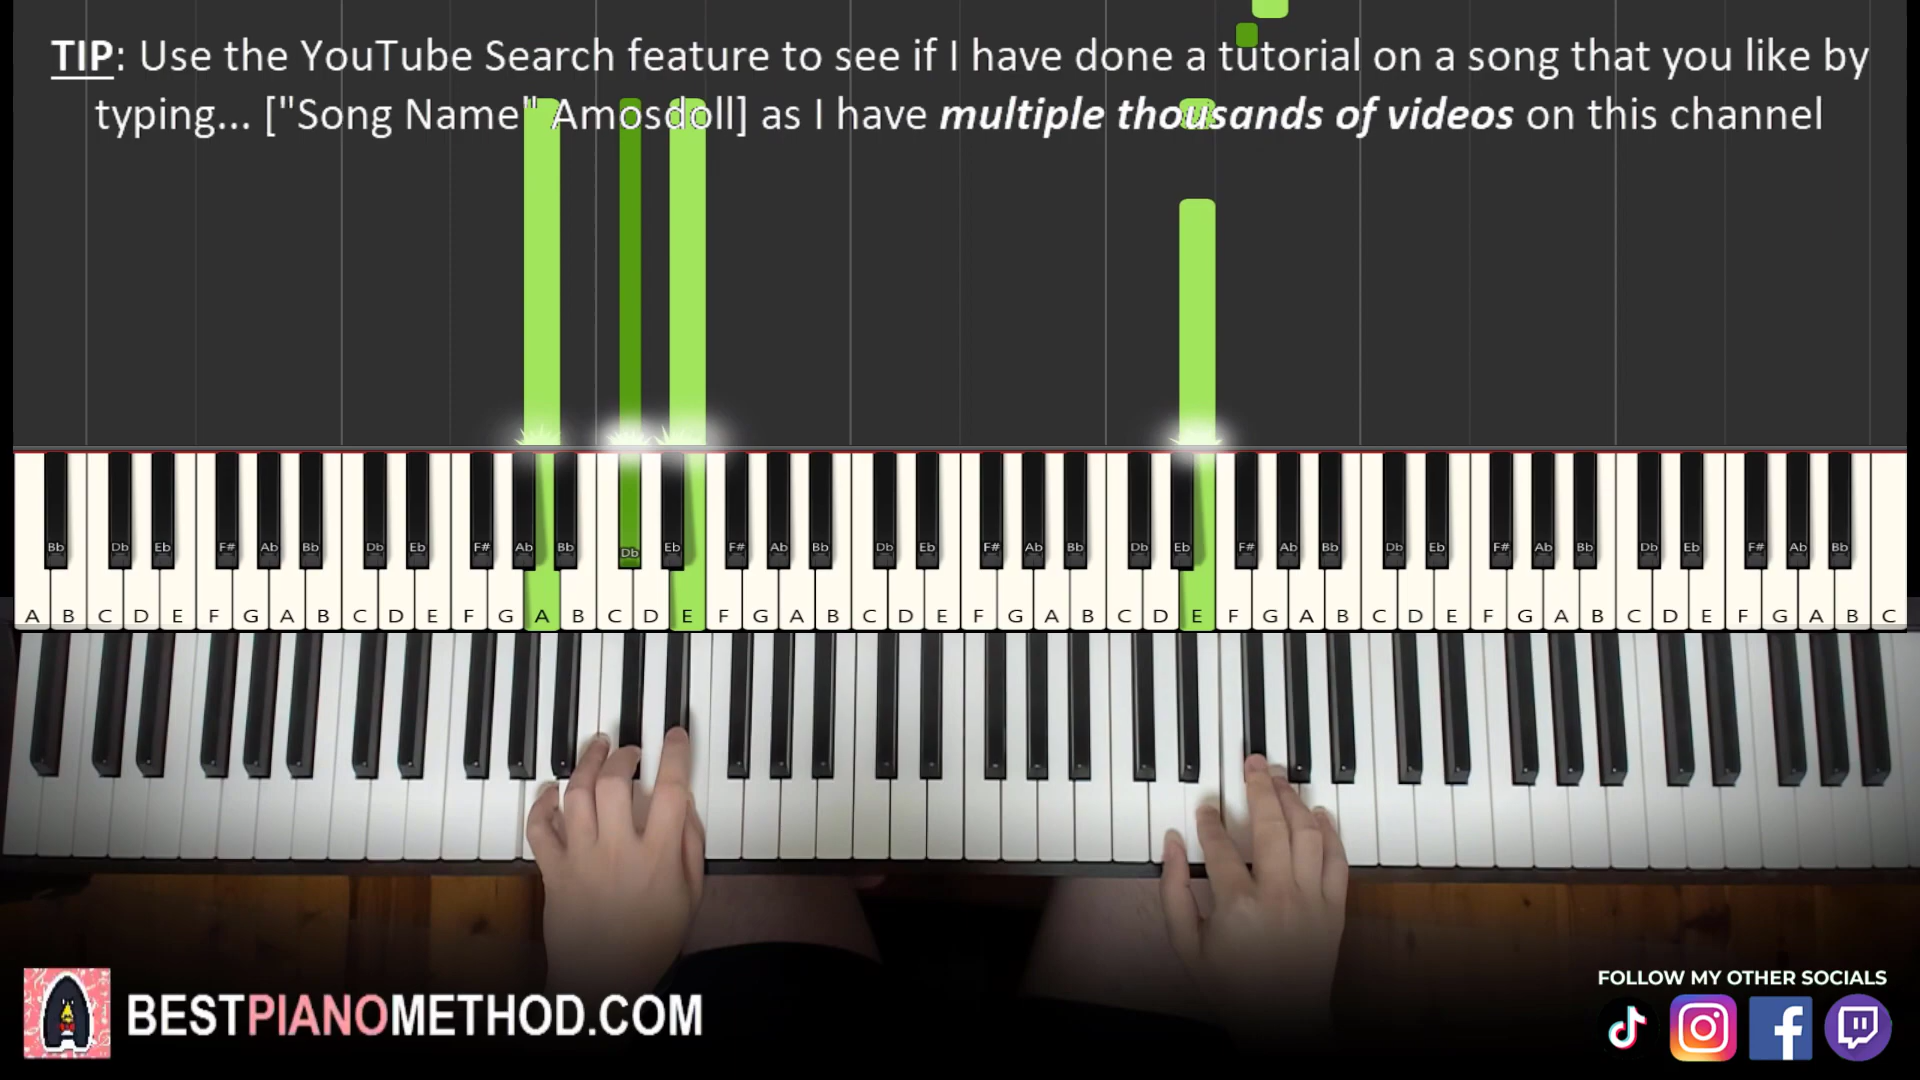 TIP: Use the YouTube Search feature to see if I have done a tutorial on a song that you like by
typing... ["Song Name" Amosdoll] as I have multiple thousands of videos on this channel
Bb Db Eb F# Ab Bb Db Eb F# Ab Bb Db Eb F# Ab Bb Db Eb F# Ab Bb Db Eb F# Ab Bb Db Eb F# Ab Bb Db Eb F# Ab Bb
A B C D E F G A B C D E F G A B C D E F G A B C D E F G A B C D E F G A B C D E F G A B C D E F G A B C
FOLLOW MY OTHER SOCIALS
BESTPIANOMETHOD.COM